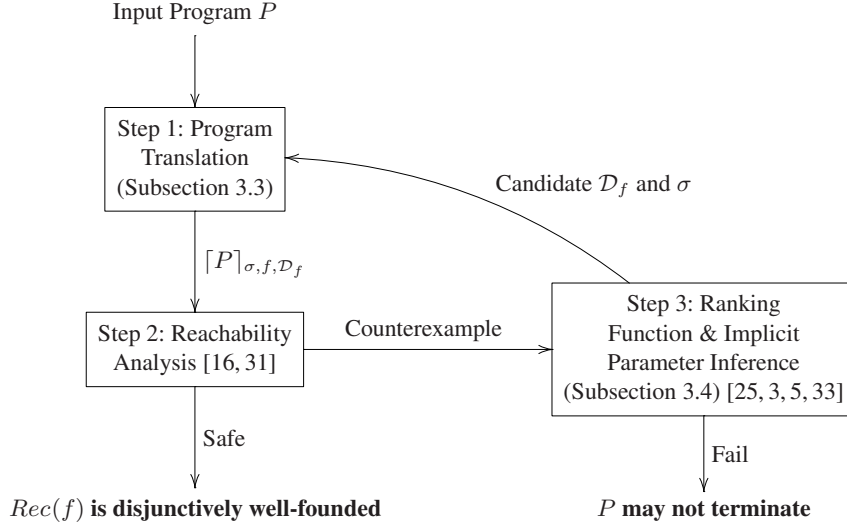 Input Program P
Step 1: Program
Translation
(Subsection 3.3)
Candidate 𝒟_f and σ
⌈P⌉_{σ,f,𝒟_f}
Step 2: Reachability
Analysis [16, 31]
Counterexample
Step 3: Ranking
Function & Implicit
Parameter Inference
(Subsection 3.4) [25, 3, 5, 33]
Safe
Fail
Rec(f) is disjunctively well-founded
P may not terminate